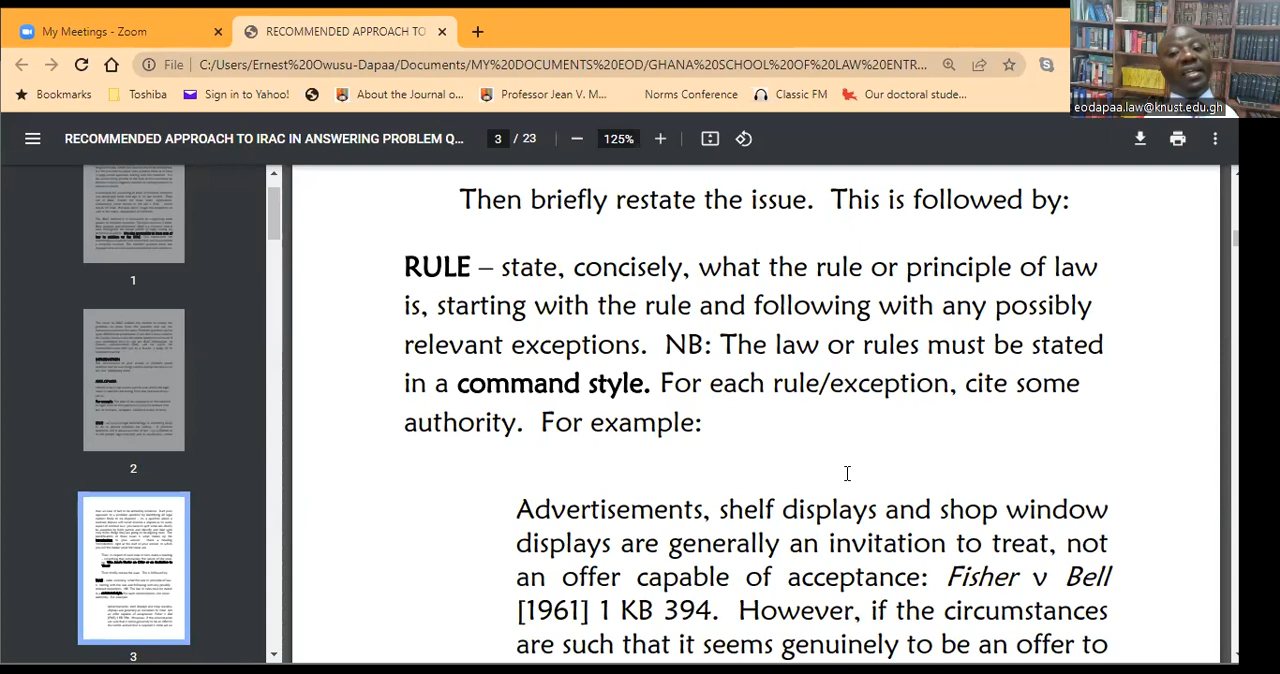 My Meetings - Zoom
RECOMMENDED APPROACH TO
File
C:/Users/Ernest%20Owusu-Dapaa/Documents/MY%20DOCUMENTS%20EOD/GHANA%20SCHOOL%20OF%20LAW%20ENTR...
Bookmarks
Toshiba
Sign in to Yahoo!
About the Journal o...
Professor Jean V. M...
Norms Conference
Classic FM
Our doctoral stude...
eodapaa.law@knust.edu.gh
RECOMMENDED APPROACH TO IRAC IN ANSWERING PROBLEM Q...
3 / 23
125%
1
2
3
Then briefly restate the issue. This is followed by:
RULE – state, concisely, what the rule or principle of law
is, starting with the rule and following with any possibly
relevant exceptions. NB: The law or rules must be stated
in a command style. For each rule/exception, cite some
authority. For example:
Advertisements, shelf displays and shop window
displays are generally an invitation to treat, not
an offer capable of acceptance: Fisher v Bell
[1961] 1 KB 394. However, if the circumstances
are such that it seems genuinely to be an offer to